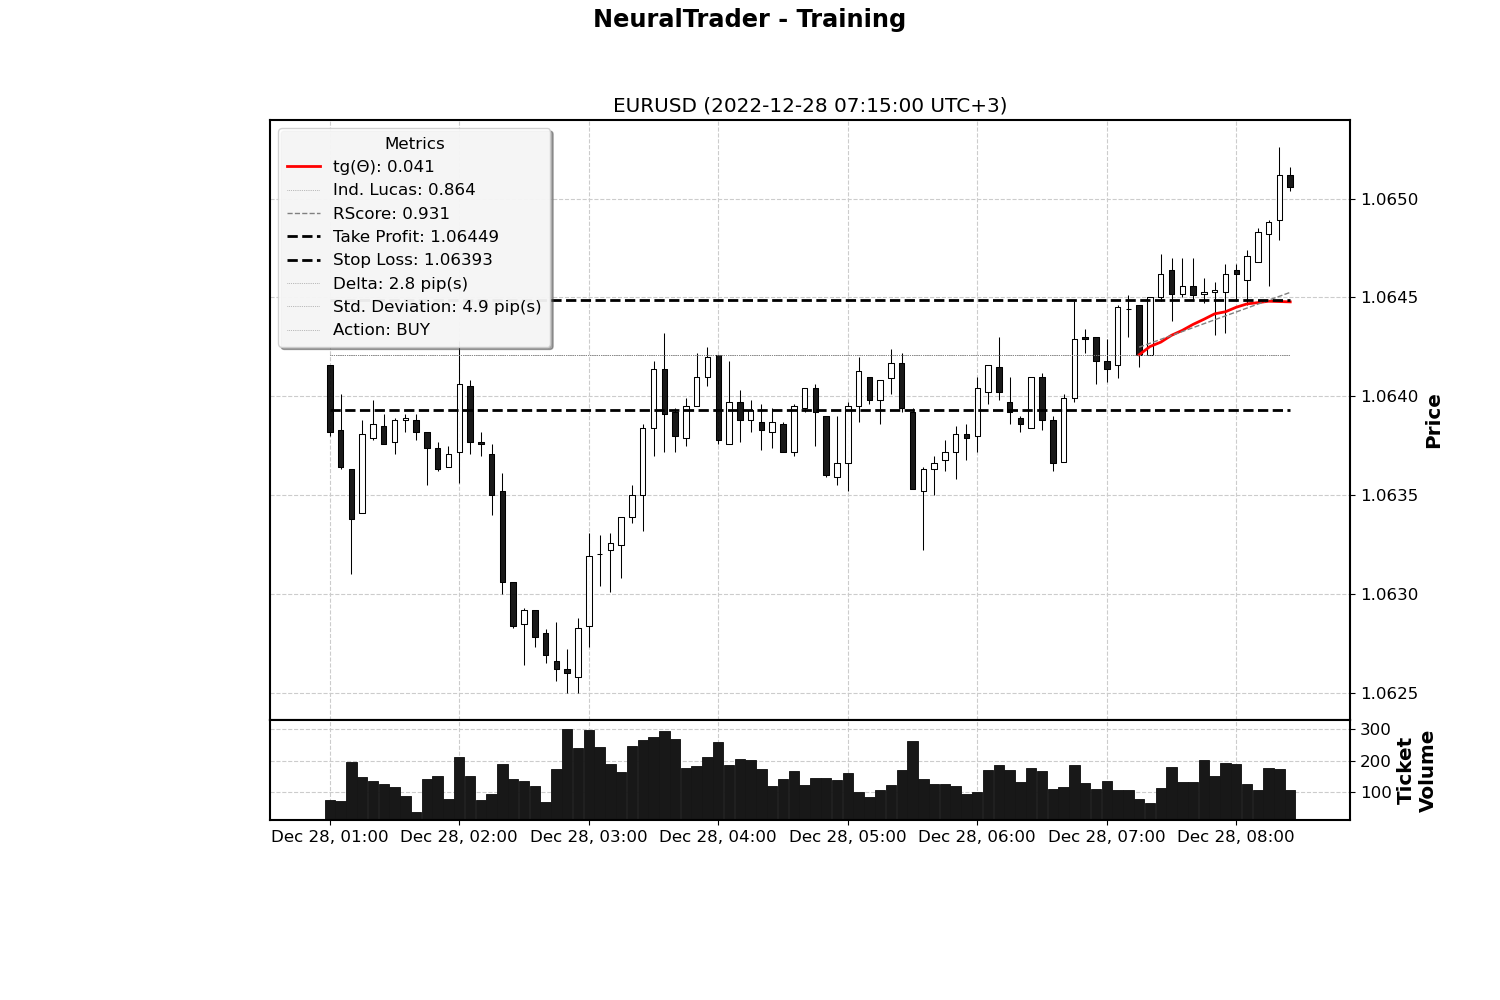 NeuralTrader - Training
EURUSD (2022-12-28 07:15:00 UTC+3)
Metrics
tg(Θ): 0.041
Ind. Lucas: 0.864
RScore: 0.931
Take Profit: 1.06449
Stop Loss: 1.06393
Delta: 2.8 pip(s)
Std. Deviation: 4.9 pip(s)
Action: BUY
1.0650
1.0645
1.0640
1.0635
1.0630
1.0625
Price
300
200
100
Ticket
Volume
Dec 28, 01:00
Dec 28, 02:00
Dec 28, 03:00
Dec 28, 04:00
Dec 28, 05:00
Dec 28, 06:00
Dec 28, 07:00
Dec 28, 08:00